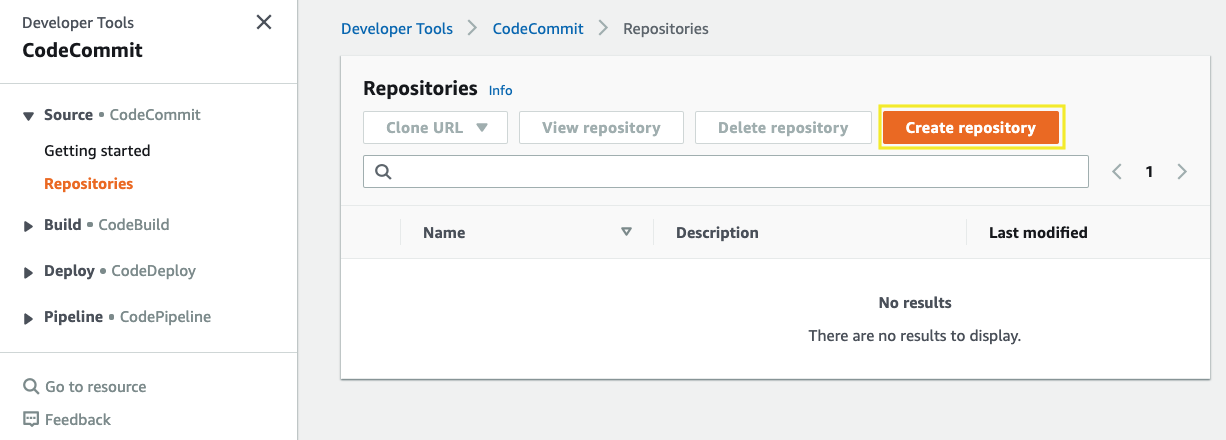 Developer Tools
CodeCommit
Source • CodeCommit
Getting started
Repositories
Build • CodeBuild
Deploy • CodeDeploy
Pipeline • CodePipeline
Go to resource
Feedback
Developer Tools > CodeCommit > Repositories
Repositories Info
Clone URL View repository Delete repository Create repository
1
Name Description Last modified
No results
There are no results to display.